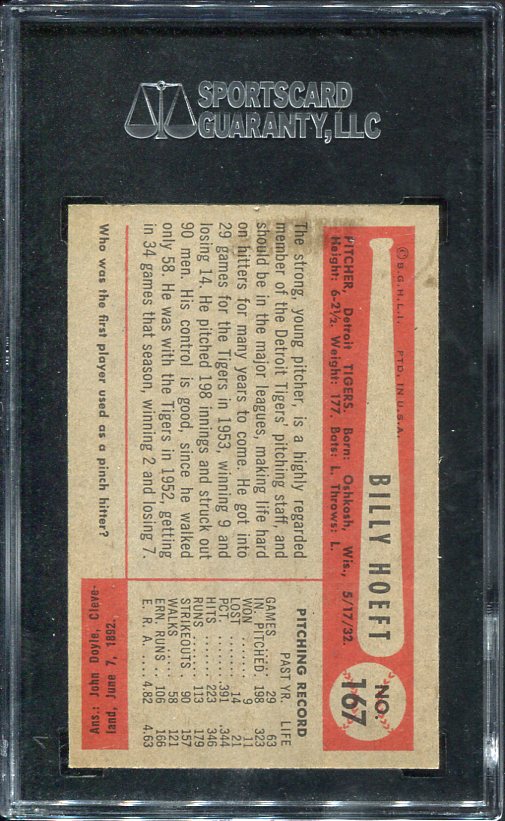 SPORTSCARD
GUARANTY, LLC
© B.G.H.L.I. PTD. IN U.S.A.
BILLY HOEFT
NO.
167
PITCHER, Detroit TIGERS. Born: Oshkosh, Wis., 5/17/32.
Height: 6-2½. Weight: 177. Bats: L. Throws: L.
The strong, young pitcher, is a highly regarded
member of the Detroit Tigers' pitching staff, and
should be in the major leagues, making life hard
on hitters for many years to come. He got into
29 games for the Tigers in 1953, winning 9 and
losing 14. He pitched 198 innings and struck out
90 men. His control is good, since he walked
only 58. He was with the Tigers in 1952, getting
in 34 games that season, winning 2 and losing 7.
PITCHING RECORD
PAST YR. LIFE
GAMES ...... 29 63
IN. PITCHED 198 323
WON ....... 9 11
LOST ....... 14 21
PCT ....... 391 344
HITS ....... 223 346
RUNS ...... 113 179
STRIKEOUTS 90 157
WALKS ..... 58 121
ERN RUNS .. 106 166
E. R. A. .... 4.82 4.63
Who was the first player used as a pinch hitter?
Ans.: John Doyle, Cleve-
land, June 7, 1892.